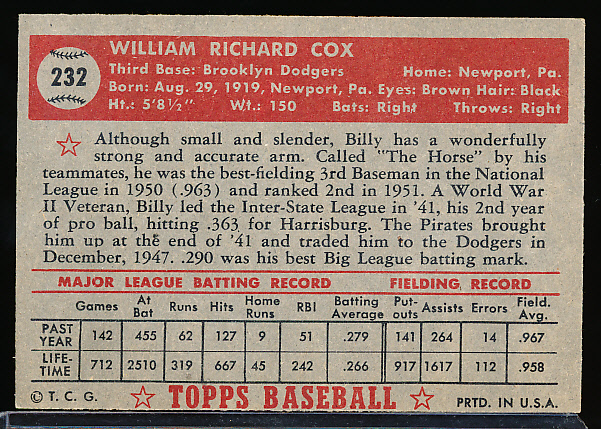 232
WILLIAM RICHARD COX
Third Base: Brooklyn Dodgers Home: Newport, Pa.
Born: Aug. 29, 1919, Newport, Pa. Eyes: Brown Hair: Black
Ht.: 5'8½" Wt.: 150 Bats: Right Throws: Right
Although small and slender, Billy has a wonderfully
strong and accurate arm. Called "The Horse" by his
teammates, he was the best-fielding 3rd Baseman in the National
League in 1950 (.963) and ranked 2nd in 1951. A World War
II Veteran, Billy led the Inter-State League in '41, his 2nd year
of pro ball, hitting .363 for Harrisburg. The Pirates brought
him up at the end of '41 and traded him to the Dodgers in
December, 1947. .290 was his best Big League batting mark.
MAJOR LEAGUE BATTING RECORD FIELDING RECORD
Games At Bat Runs Hits Home Runs RBI Batting Average Put-outs Assists Errors Field. Avg.
PAST YEAR 142 455 62 127 9 51 .279 141 264 14 .967
LIFE-TIME 712 2510 319 667 45 242 .266 917 1617 112 .958
© T. C. G. TOPPS BASEBALL PRTD. IN U.S.A.